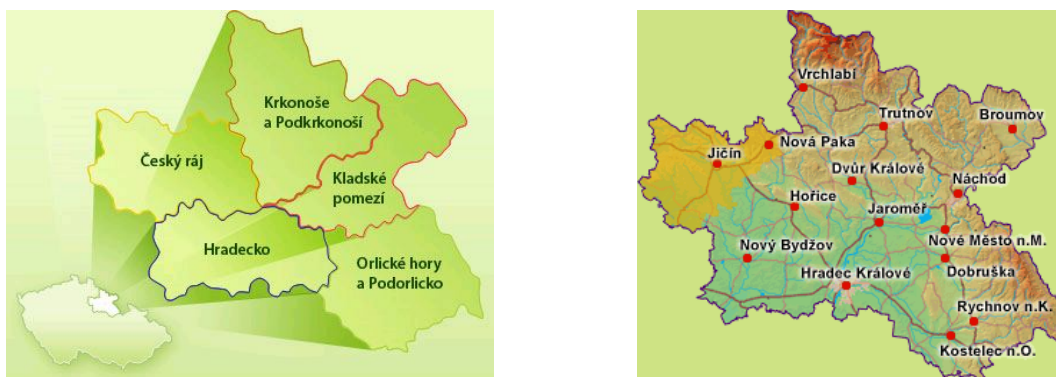 Krkonoše
a Podkrkonoší
Český ráj
Kladské
pomezí
Hradecko
Orlické hory
a Podorlicko
Vrchlabí
Trutnov
Broumov
Nová Paka
Jičín
Dvůr Králové
Náchod
Hořice
Jaroměř
Nové Město n.M.
Nový Bydžov
Dobruška
Hradec Králové
Rychnov n.K.
Kostelec n.O.